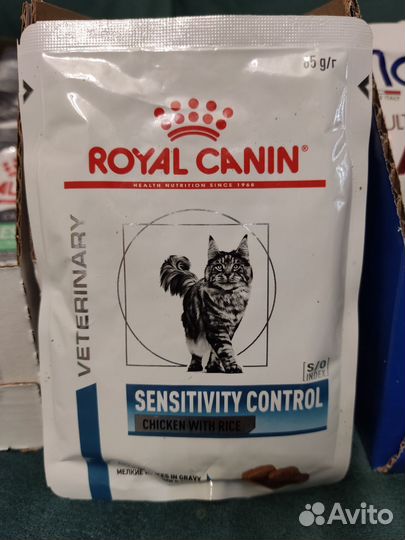 85 g/г
ROYAL CANIN
HEALTH NUTRITION SINCE 1968
VETERINARY
S/O
INDEX
SENSITIVITY CONTROL
CHICKEN WITH RICE
МЕЛКИЕ IN GRAVY
Avito